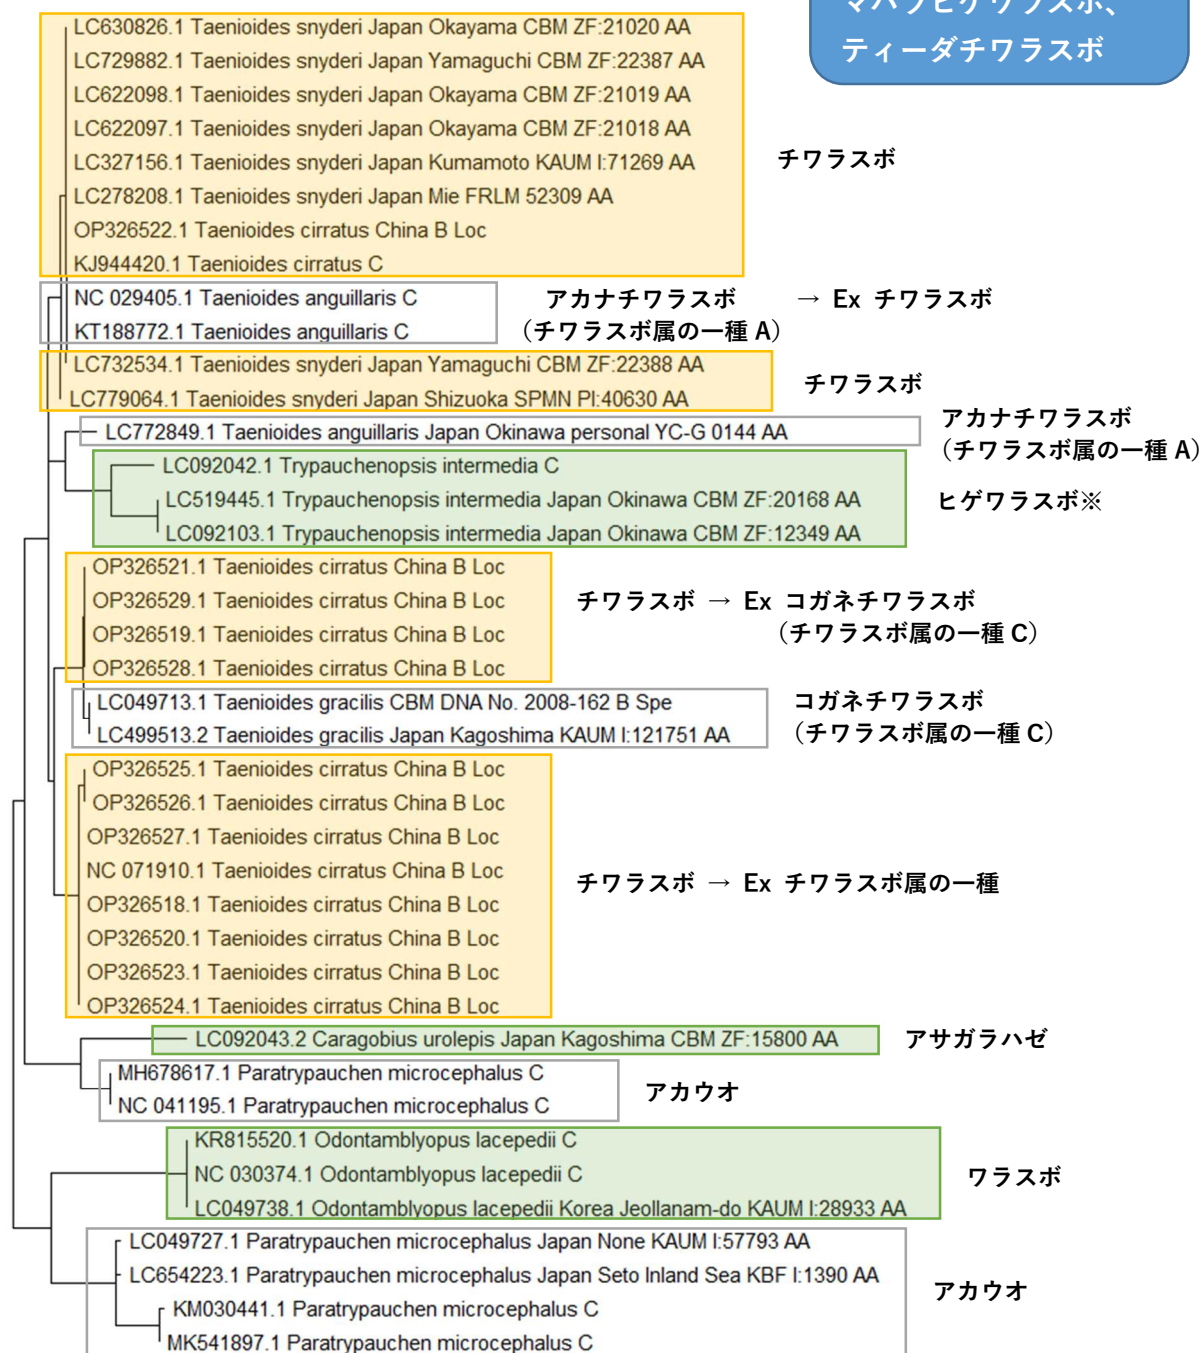 マハラヒゲワラスボ、
ティーダチワラスボ
LC630826.1 Taenioides snyderi Japan Okayama CBM ZF:21020 AA
LC729882.1 Taenioides snyderi Japan Yamaguchi CBM ZF:22387 AA
LC622098.1 Taenioides snyderi Japan Okayama CBM ZF:21019 AA
LC622097.1 Taenioides snyderi Japan Okayama CBM ZF:21018 AA
LC327156.1 Taenioides snyderi Japan Kumamoto KAUM I:71269 AA
チワラスボ
LC278208.1 Taenioides snyderi Japan Mie FRLM 52309 AA
OP326522.1 Taenioides cirratus China B Loc
KJ944420.1 Taenioides cirratus C
NC 029405.1 Taenioides anguillaris C
アカナチワラスボ → Ex チワラスボ
KT188772.1 Taenioides anguillaris C
（チワラスボ属の一種 A）
LC732534.1 Taenioides snyderi Japan Yamaguchi CBM ZF:22388 AA
チワラスボ
LC779064.1 Taenioides snyderi Japan Shizuoka SPMN PI:40630 AA
アカナチワラスボ
LC772849.1 Taenioides anguillaris Japan Okinawa personal YC-G 0144 AA
（チワラスボ属の一種 A）
LC092042.1 Trypauchenopsis intermedia C
LC519445.1 Trypauchenopsis intermedia Japan Okinawa CBM ZF:20168 AA
ヒゲワラスボ※
LC092103.1 Trypauchenopsis intermedia Japan Okinawa CBM ZF:12349 AA
OP326521.1 Taenioides cirratus China B Loc
OP326529.1 Taenioides cirratus China B Loc
チワラスボ → Ex コガネチワラスボ
OP326519.1 Taenioides cirratus China B Loc
（チワラスボ属の一種 C）
OP326528.1 Taenioides cirratus China B Loc
LC049713.1 Taenioides gracilis CBM DNA No. 2008-162 B Spe
コガネチワラスボ
LC499513.2 Taenioides gracilis Japan Kagoshima KAUM I:121751 AA
（チワラスボ属の一種 C）
OP326525.1 Taenioides cirratus China B Loc
OP326526.1 Taenioides cirratus China B Loc
OP326527.1 Taenioides cirratus China B Loc
NC 071910.1 Taenioides cirratus China B Loc
チワラスボ → Ex チワラスボ属の一種
OP326518.1 Taenioides cirratus China B Loc
OP326520.1 Taenioides cirratus China B Loc
OP326523.1 Taenioides cirratus China B Loc
OP326524.1 Taenioides cirratus China B Loc
LC092043.2 Caragobius urolepis Japan Kagoshima CBM ZF:15800 AA
アサガラハゼ
MH678617.1 Paratrypauchen microcephalus C
アカウオ
NC 041195.1 Paratrypauchen microcephalus C
KR815520.1 Odontamblyopus lacepedii C
NC 030374.1 Odontamblyopus lacepedii C
ワラスボ
LC049738.1 Odontamblyopus lacepedii Korea Jeollanam-do KAUM I:28933 AA
LC049727.1 Paratrypauchen microcephalus Japan None KAUM I:57793 AA
LC654223.1 Paratrypauchen microcephalus Japan Seto Inland Sea KBF I:1390 AA
アカウオ
KM030441.1 Paratrypauchen microcephalus C
MK541897.1 Paratrypauchen microcephalus C